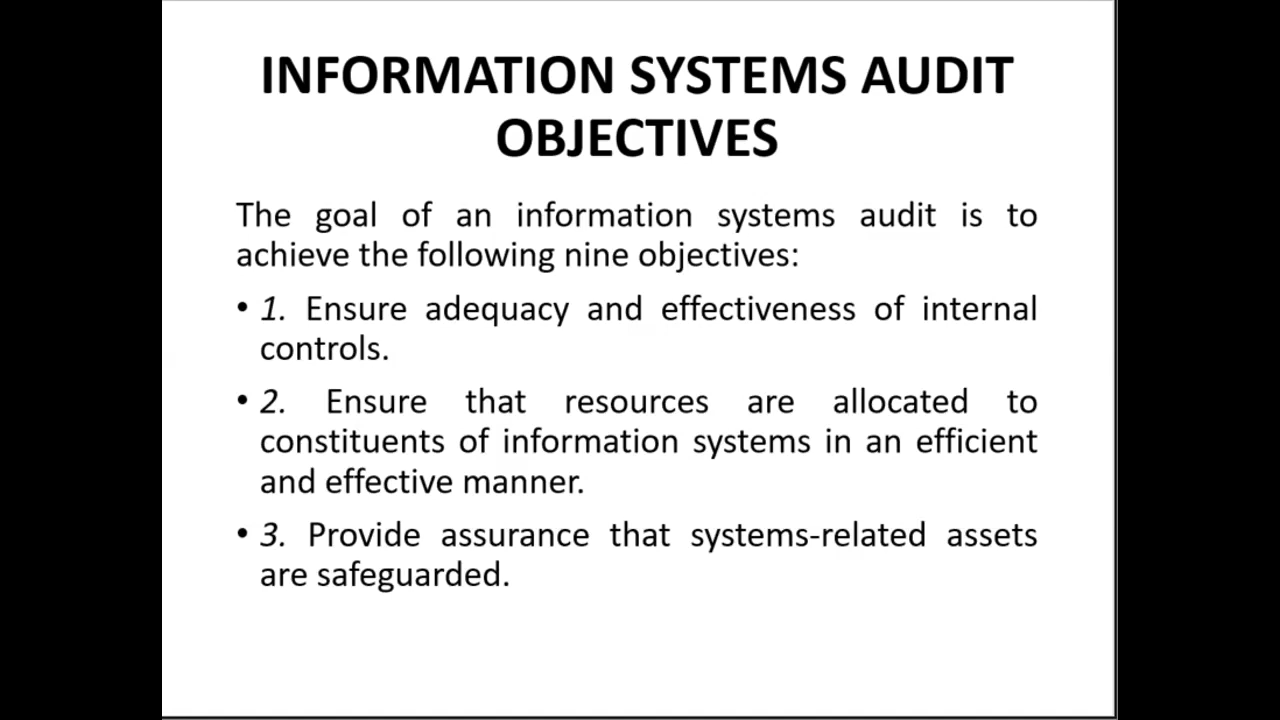 INFORMATION SYSTEMS AUDIT
OBJECTIVES
The goal of an information systems audit is to
achieve the following nine objectives:
• 1. Ensure adequacy and effectiveness of internal
controls.
• 2. Ensure that resources are allocated to
constituents of information systems in an efficient
and effective manner.
• 3. Provide assurance that systems-related assets
are safeguarded.